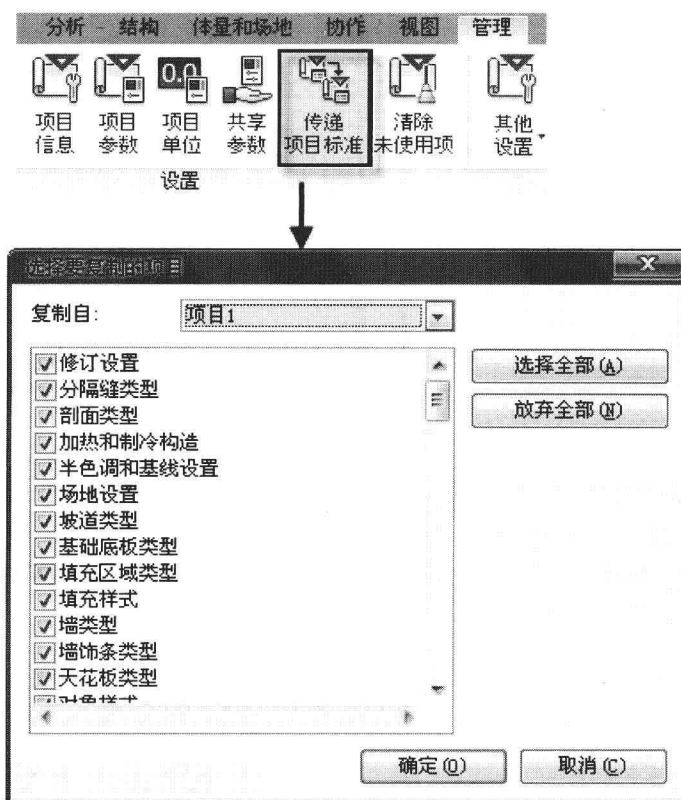 分析 - 结构 体量和场地 协作 视图 管理
0.0
项目信息 项目参数 项目单位 共享参数 传递项目标准 清除未使用项 其他设置
设置
选择要复制的项目 X
复制自: 项目1
修订设置
选择全部(A)
分隔缝类型
放弃全部(N)
剖面类型
加热和制冷构造
半色调和基线设置
场地设置
坡道类型
基础底板类型
填充区域类型
填充样式
墙类型
墙饰条类型
天花板类型
对象样式
确定(O) 取消(C)